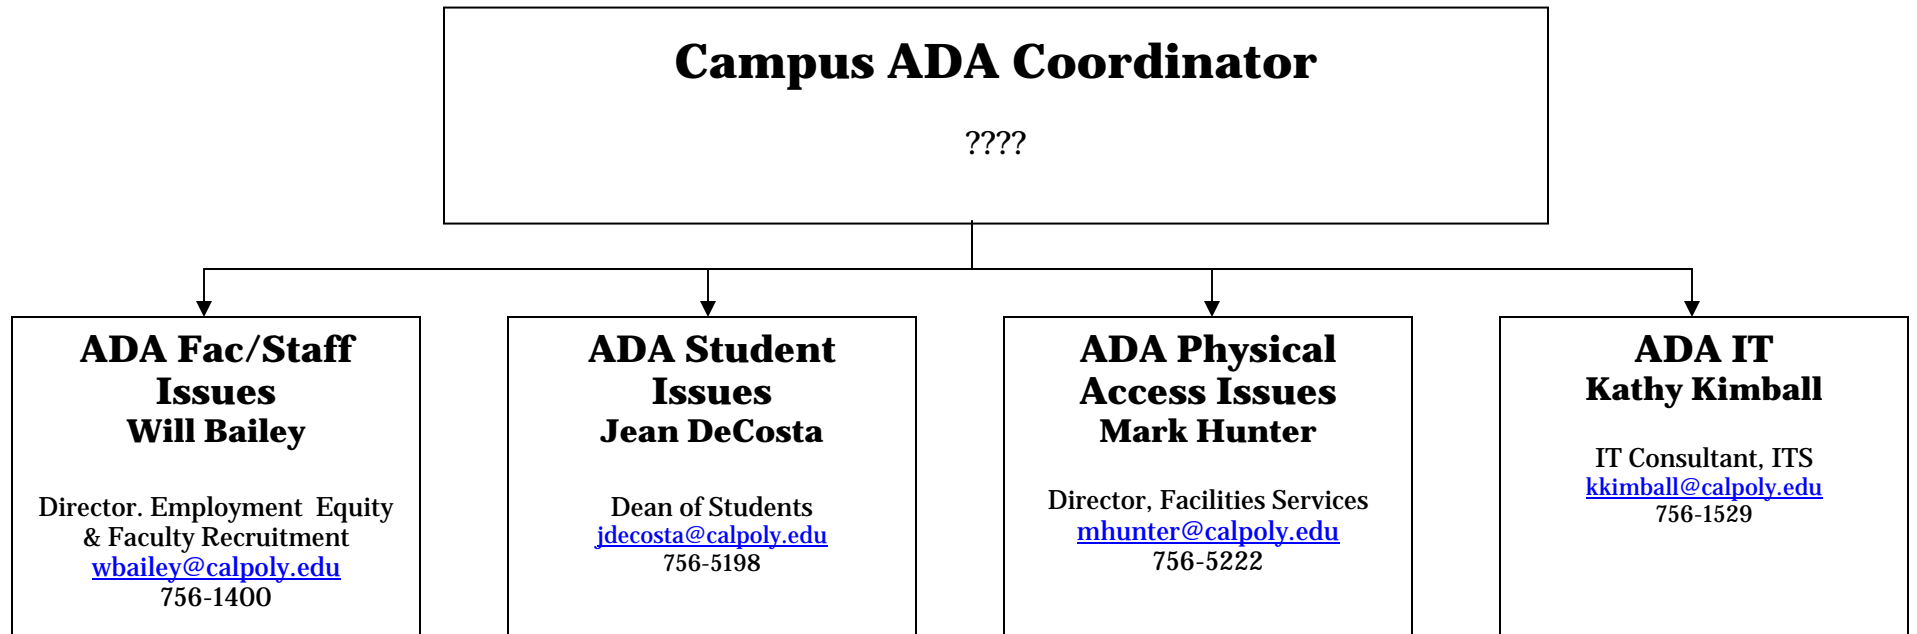 Campus ADA Coordinator
????
ADA Fac/Staff
Issues
Will Bailey
Director. Employment Equity
& Faculty Recruitment
wbailey@calpoly.edu
756-1400
ADA Student
Issues
Jean DeCosta
Dean of Students
jdecosta@calpoly.edu
756-5198
ADA Physical
Access Issues
Mark Hunter
Director, Facilities Services
mhunter@calpoly.edu
756-5222
ADA IT
Kathy Kimball
IT Consultant, ITS
kkimball@calpoly.edu
756-1529